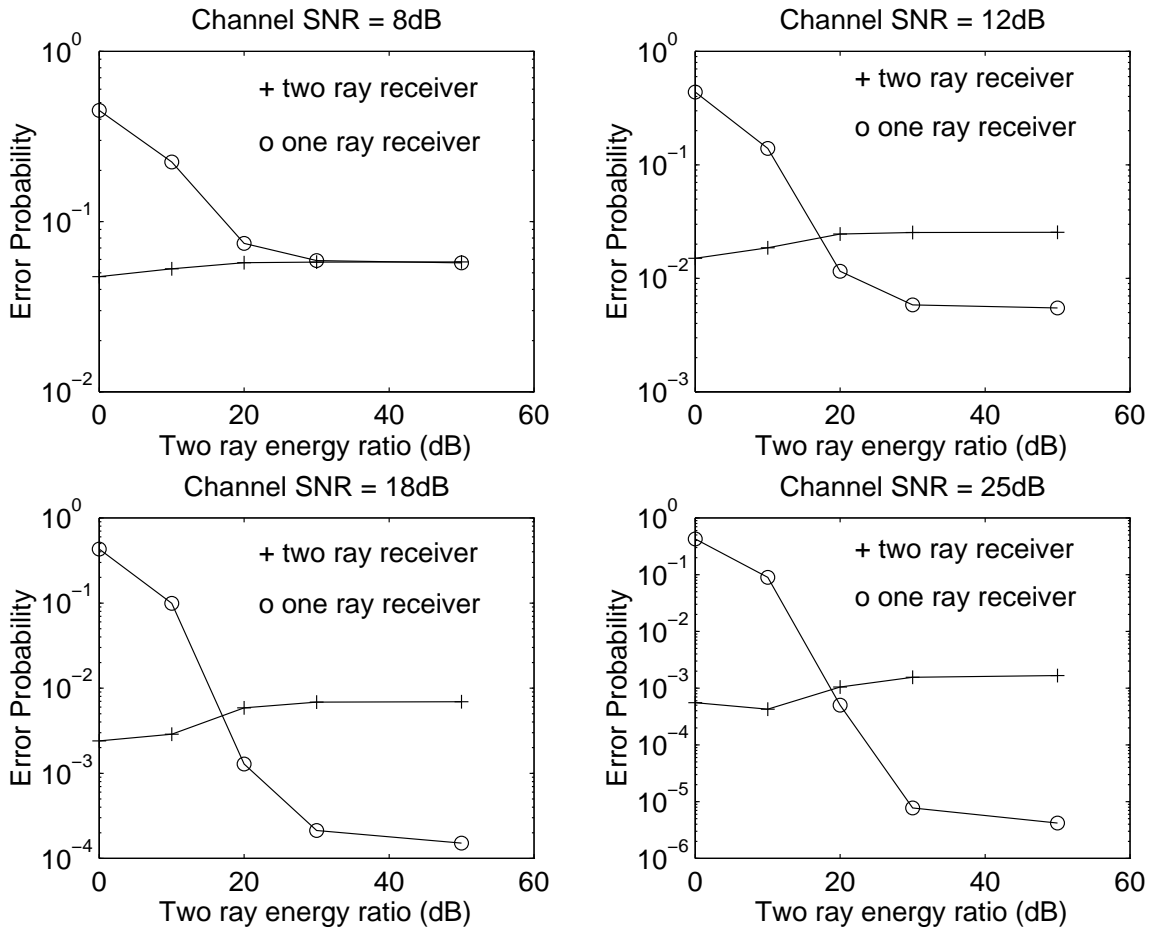 Channel SNR = 8dB
10^0
10^−1
10^−2
Error Probability
+ two ray receiver
o one ray receiver
0 20 40 60
Two ray energy ratio (dB)
Channel SNR = 12dB
10^0
10^−1
10^−2
10^−3
Error Probability
+ two ray receiver
o one ray receiver
0 20 40 60
Two ray energy ratio (dB)
Channel SNR = 18dB
10^0
10^−1
10^−2
10^−3
10^−4
Error Probability
+ two ray receiver
o one ray receiver
0 20 40 60
Two ray energy ratio (dB)
Channel SNR = 25dB
10^0
10^−1
10^−2
10^−3
10^−4
10^−5
10^−6
Error Probability
+ two ray receiver
o one ray receiver
0 20 40 60
Two ray energy ratio (dB)